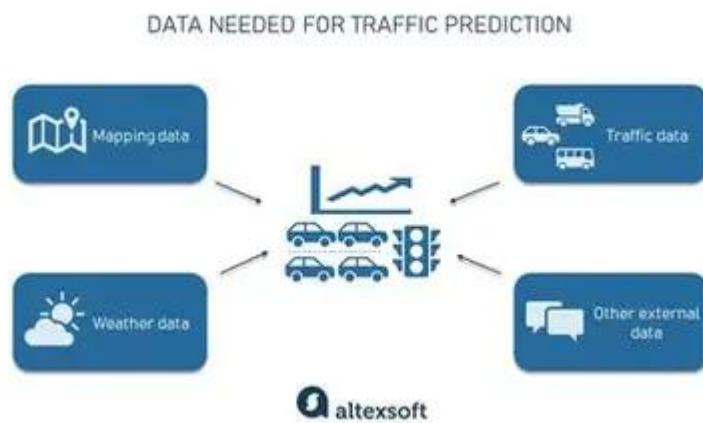 DATA NEEDED FOR TRAFFIC PREDICTION
Mapping data
Traffic data
Weather data
Other external
data
altexsoft